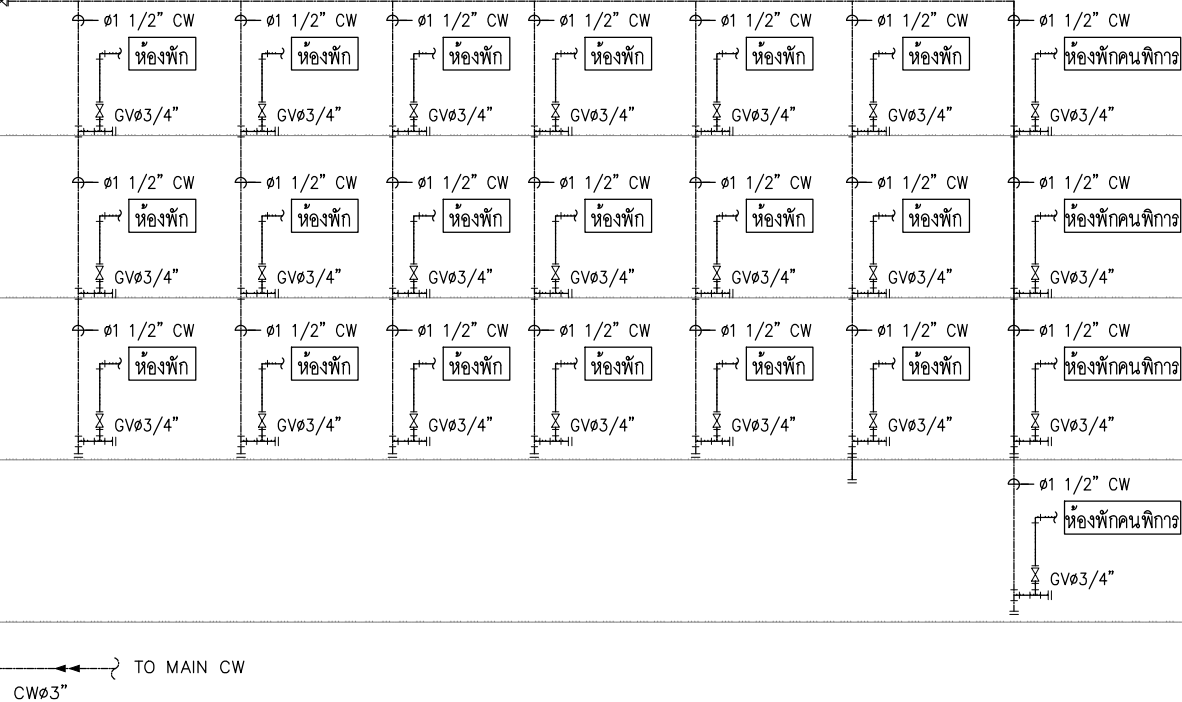 ø1 1/2” CW ø1 1/2” CW ø1 1/2” CW ø1 1/2” CW ø1 1/2” CW ø1 1/2” CW ø1 1/2” CW
ห้องพัก ห้องพัก ห้องพัก ห้องพัก ห้องพัก ห้องพัก ห้องพักคนพิการ
GVø3/4” GVø3/4” GVø3/4” GVø3/4” GVø3/4” GVø3/4” GVø3/4”
ø1 1/2” CW ø1 1/2” CW ø1 1/2” CW ø1 1/2” CW ø1 1/2” CW ø1 1/2” CW ø1 1/2” CW
ห้องพัก ห้องพัก ห้องพัก ห้องพัก ห้องพัก ห้องพัก ห้องพักคนพิการ
GVø3/4” GVø3/4” GVø3/4” GVø3/4” GVø3/4” GVø3/4” GVø3/4”
ø1 1/2” CW ø1 1/2” CW ø1 1/2” CW ø1 1/2” CW ø1 1/2” CW ø1 1/2” CW ø1 1/2” CW
ห้องพัก ห้องพัก ห้องพัก ห้องพัก ห้องพัก ห้องพัก ห้องพักคนพิการ
GVø3/4” GVø3/4” GVø3/4” GVø3/4” GVø3/4” GVø3/4” GVø3/4”
ø1 1/2” CW
ห้องพักคนพิการ
GVø3/4”
TO MAIN CW
CWø3”